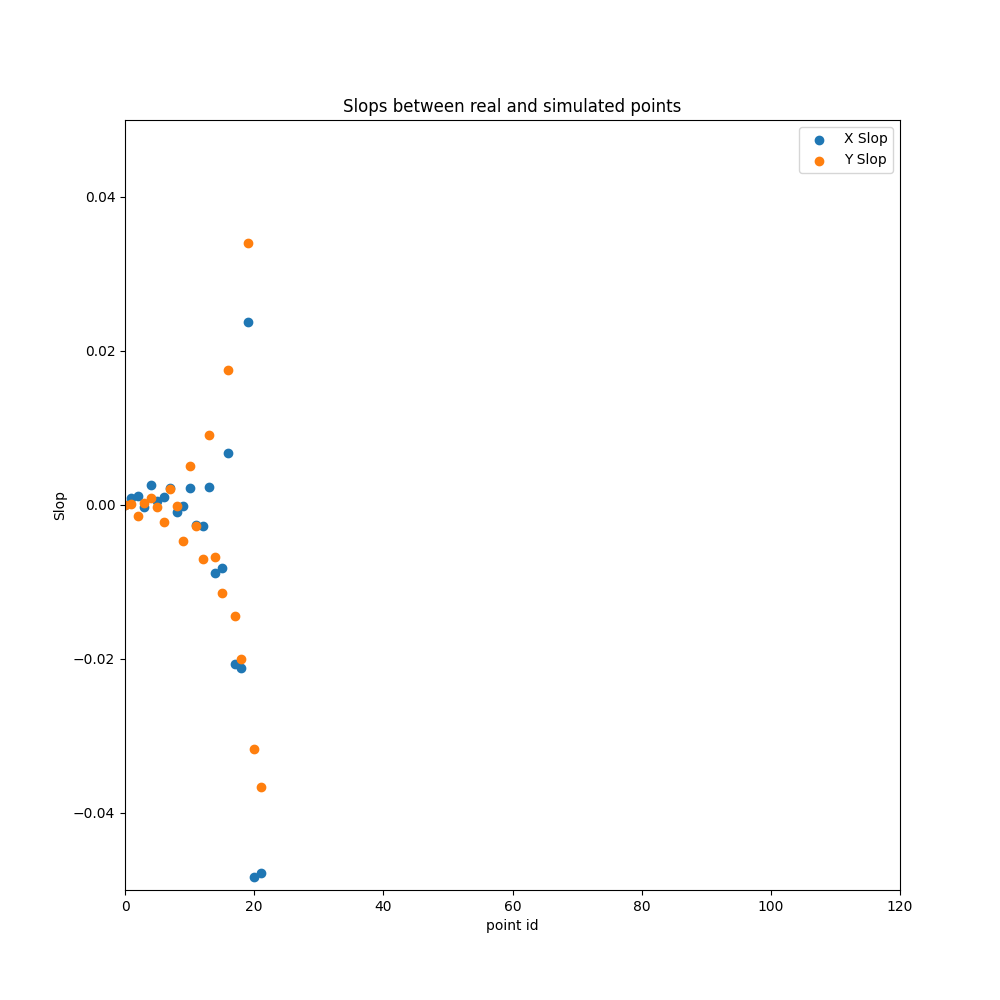 Slops between real and simulated points
X Slop
Y Slop
0.04
0.02
0.00
−0.02
−0.04
Slop
0 20 40 60 80 100 120
point id